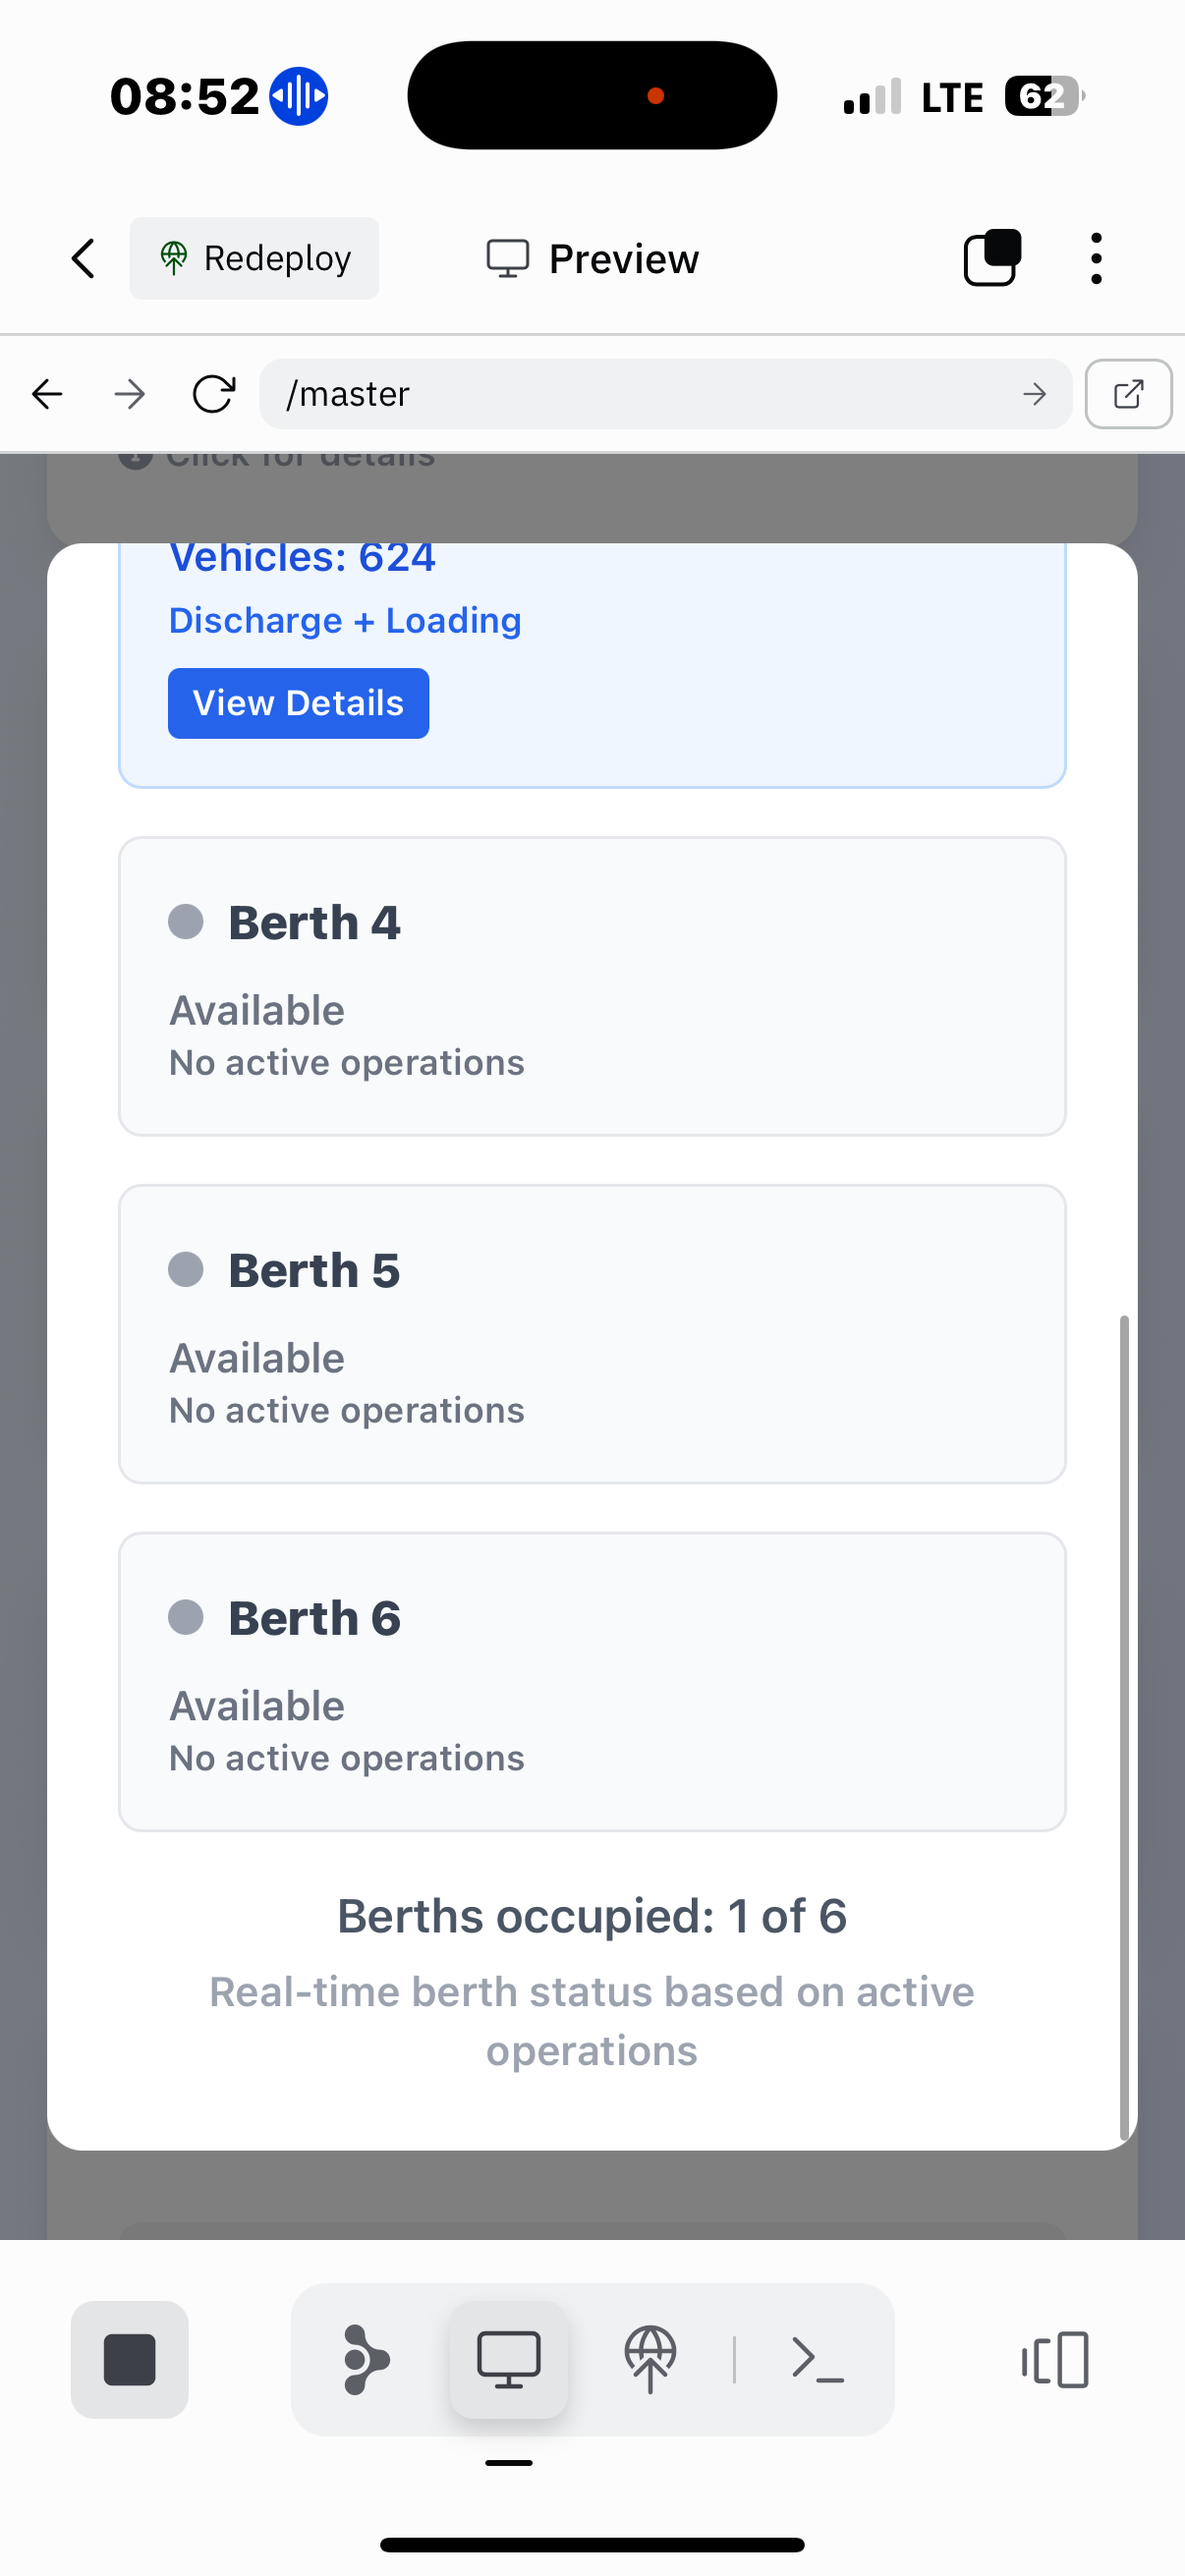 08:52
LTE
62
Redeploy
Preview
/master
Click for details
Vehicles: 624
Discharge + Loading
View Details
Berth 4
Available
No active operations
Berth 5
Available
No active operations
Berth 6
Available
No active operations
Berths occupied: 1 of 6
Real-time berth status based on active
operations